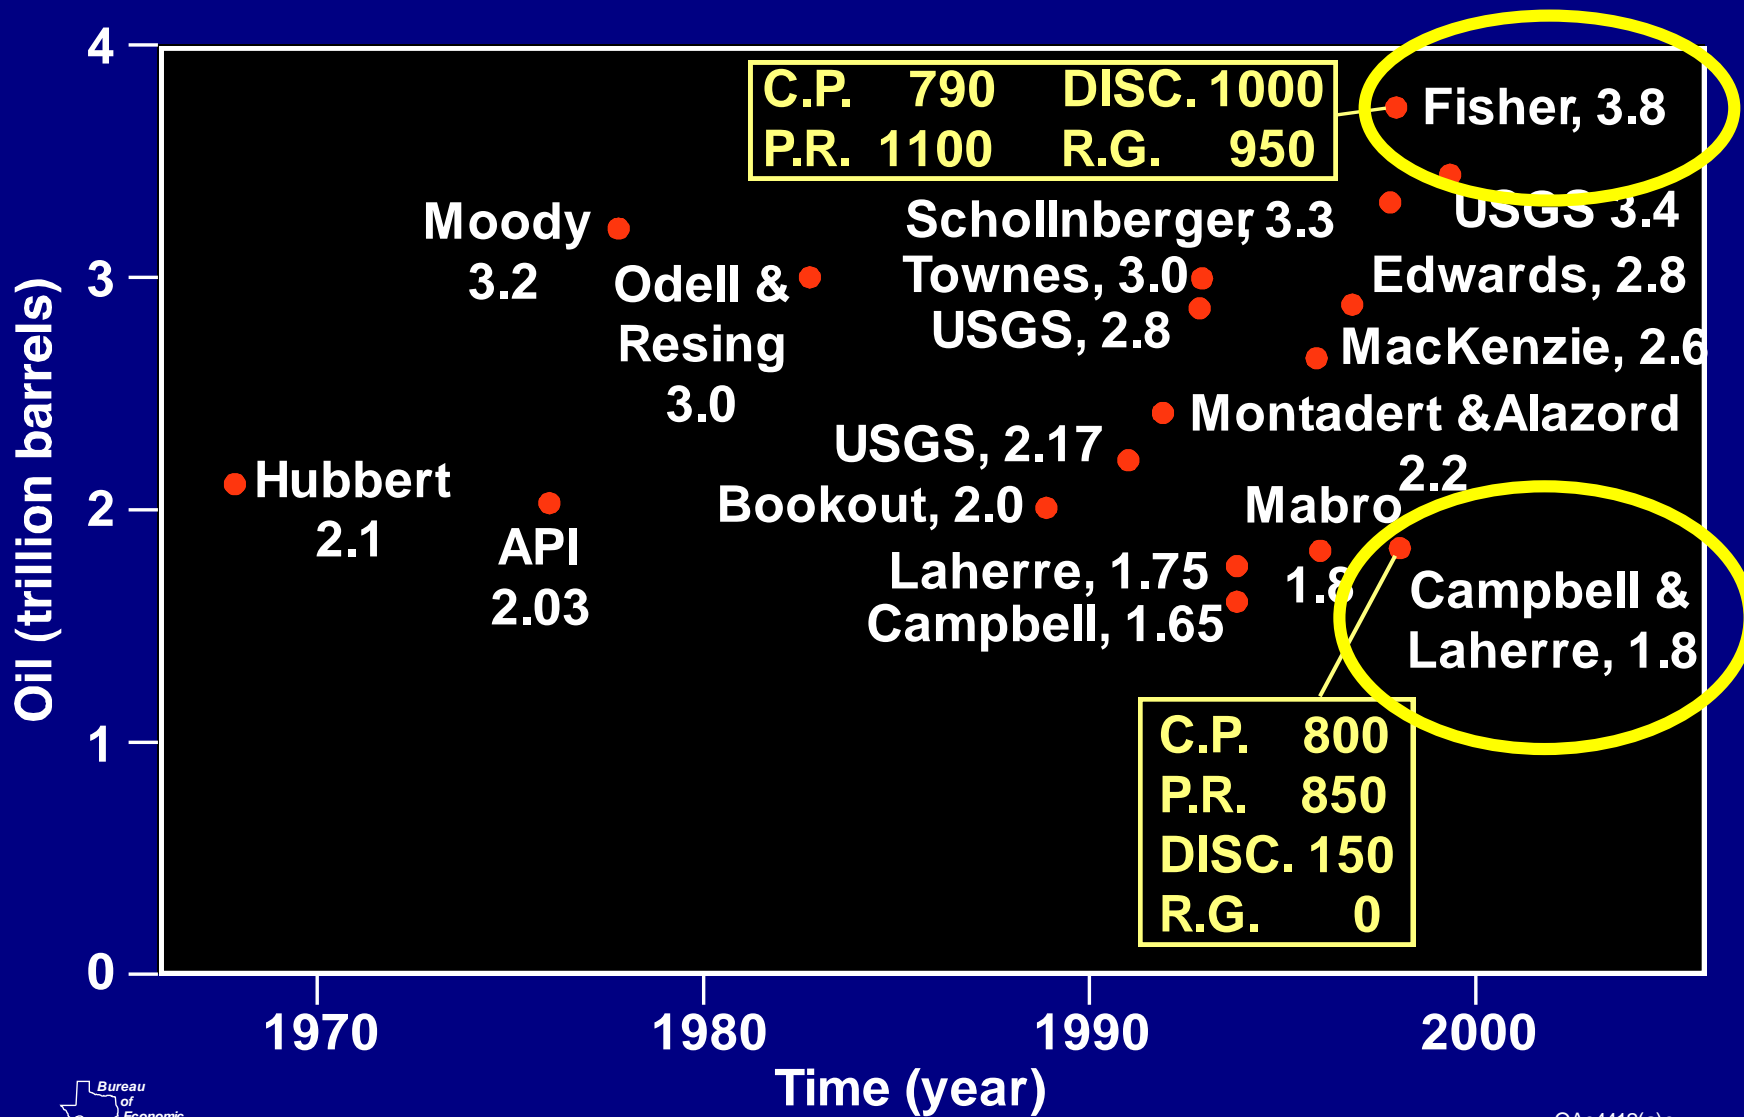 4
C.P. 790 DISC. 1000
P.R. 1100 R.G. 950
Fisher, 3.8
Moody
3.2
Schollnberger, 3.3
USGS 3.4
3
Odell &
Resing
3.0
Townes, 3.0
USGS, 2.8
Edwards, 2.8
MacKenzie, 2.6
Montadert &Alazord
2.2
USGS, 2.17
Hubbert
2.1
2
API
2.03
Bookout, 2.0
Mabro
1.8
Laherre, 1.75
Campbell, 1.65
Campbell &
Laherre, 1.8
1
C.P. 800
P.R. 850
DISC. 150
R.G. 0
0
Oil (trillion barrels)
1970 1980 1990 2000
Time (year)
Bureau
of
Economic